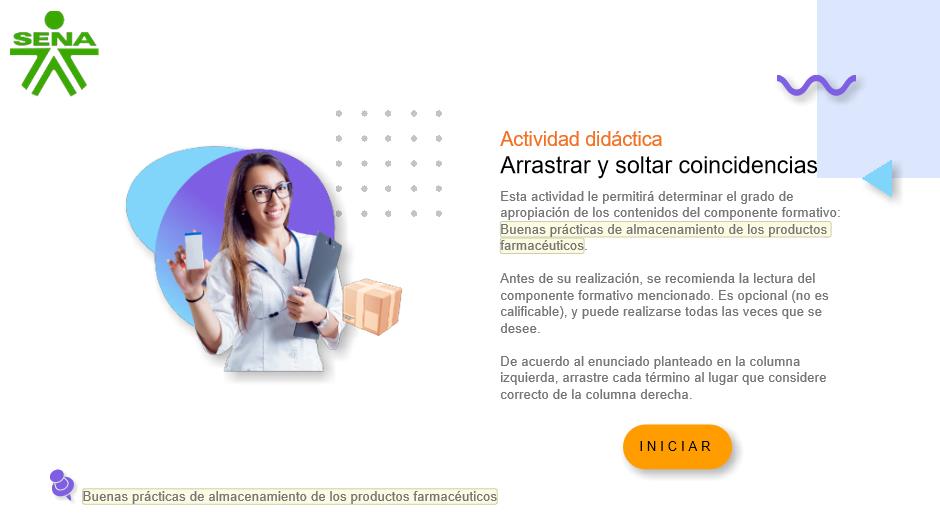 SENA
Actividad didáctica
Arrastrar y soltar coincidencias
Esta actividad le permitirá determinar el grado de
apropiación de los contenidos del componente formativo:
Buenas prácticas de almacenamiento de los productos
farmacéuticos.
Antes de su realización, se recomienda la lectura del
componente formativo mencionado. Es opcional (no es
calificable), y puede realizarse todas las veces que se
desee.
De acuerdo al enunciado planteado en la columna
izquierda, arrastre cada término al lugar que considere
correcto de la columna derecha.
INICIAR
Buenas prácticas de almacenamiento de los productos farmacéuticos